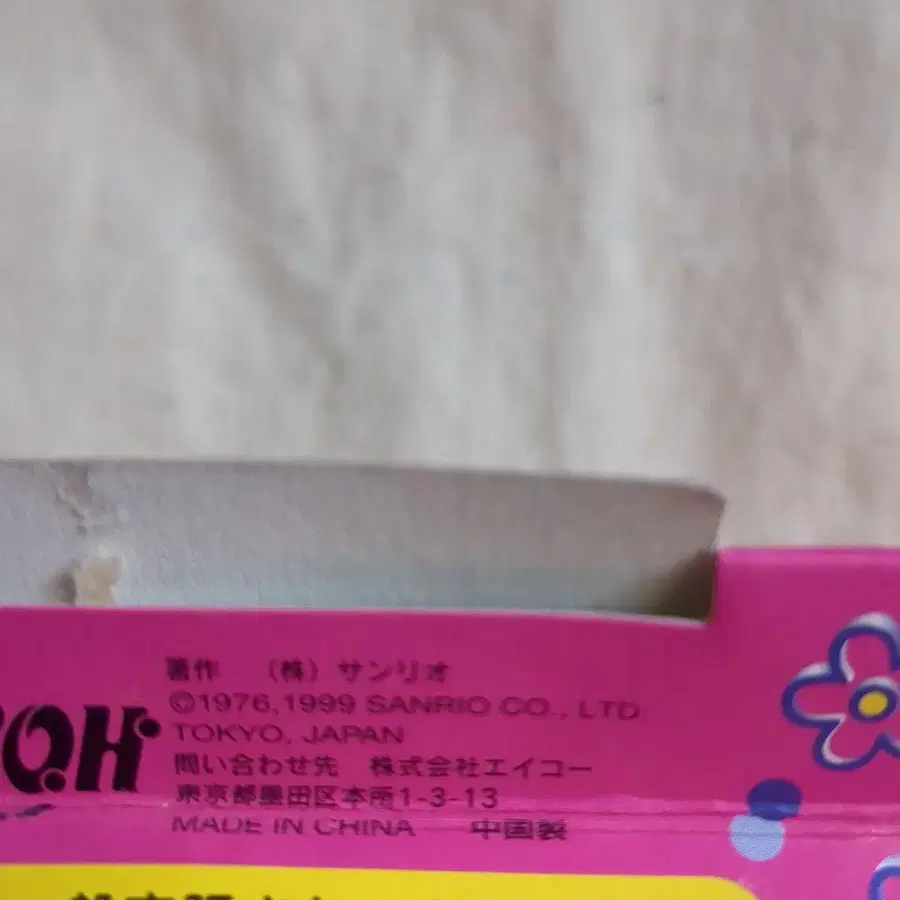 著作 （株）サンリオ
©1976,1999 SANRIO CO., LTD.
TOKYO, JAPAN
問い合わせ先 株式会社エイコー
東京都墨田区本所1-3-13
MADE IN CHINA 中国製